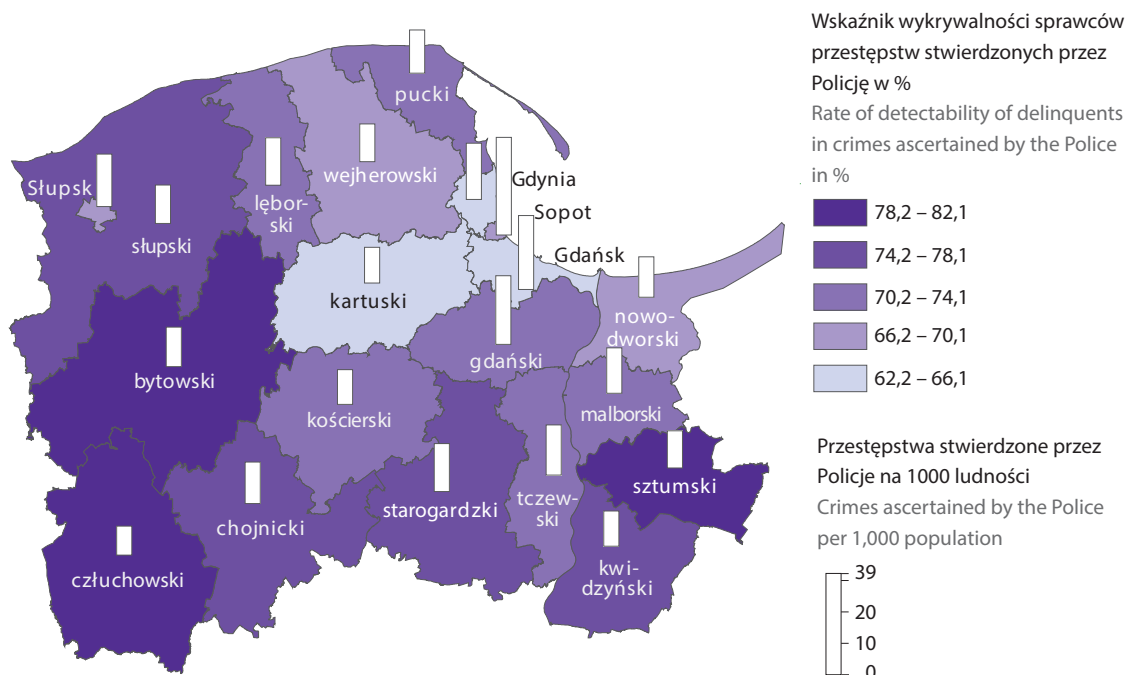 pucki
Słupsk
słupski
lębor-
ski-
wejherowski
Gdynia
Sopot
Gdańsk
kartuski
nowo-
dworski
gdański
bytowski
kościerski
malborski
sztumski
tczew-
ski
starogardzki
chojnicki
człuchowski
kwi-
dzyński
Wskaźnik wykrywalności sprawców
przestępstw stwierdzonych przez
Policję w %
Rate of detectability of delinquents
in crimes ascertained by the Police
in %
78,2 – 82,1
74,2 – 78,1
70,2 – 74,1
66,2 – 70,1
62,2 – 66,1
Przestępstwa stwierdzone przez
Policje na 1000 ludności
Crimes ascertained by the Police
per 1,000 population
39
20
10
0